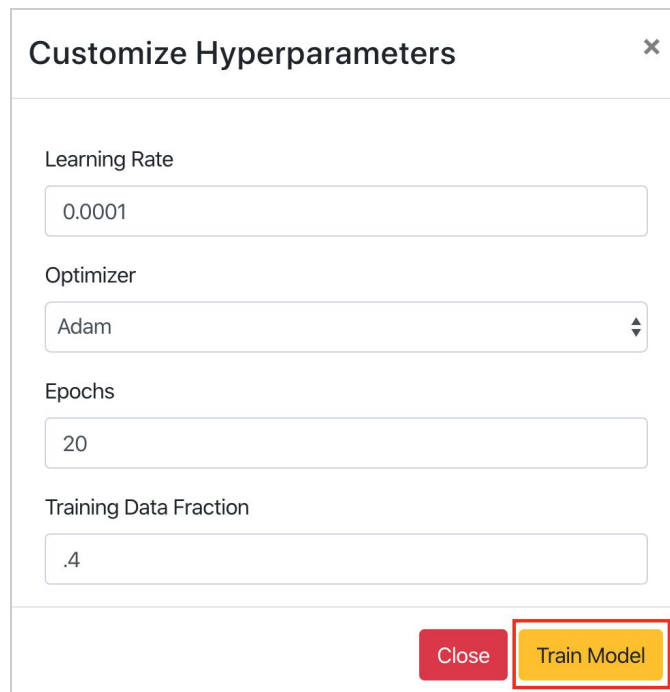 Customize Hyperparameters ×
Learning Rate
0.0001
Optimizer
Adam
Epochs
20
Training Data Fraction
.4
Close Train Model